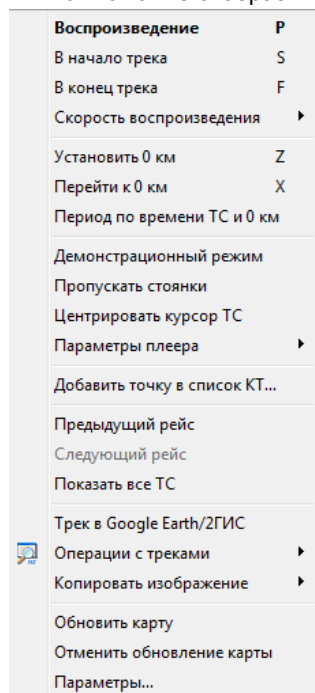 Воспроизведение P
В начало трека S
В конец трека F
Скорость воспроизведения
Установить 0 км Z
Перейти к 0 км X
Период по времени ТС и 0 км
Демонстрационный режим
Пропускать стоянки
Центрировать курсор ТС
Параметры плеера
Добавить точку в список КТ...
Предыдущий рейс
Следующий рейс
Показать все ТС
Трек в Google Earth/2ГИС
Операции с треками
Копировать изображение
Обновить карту
Отменить обновление карты
Параметры...